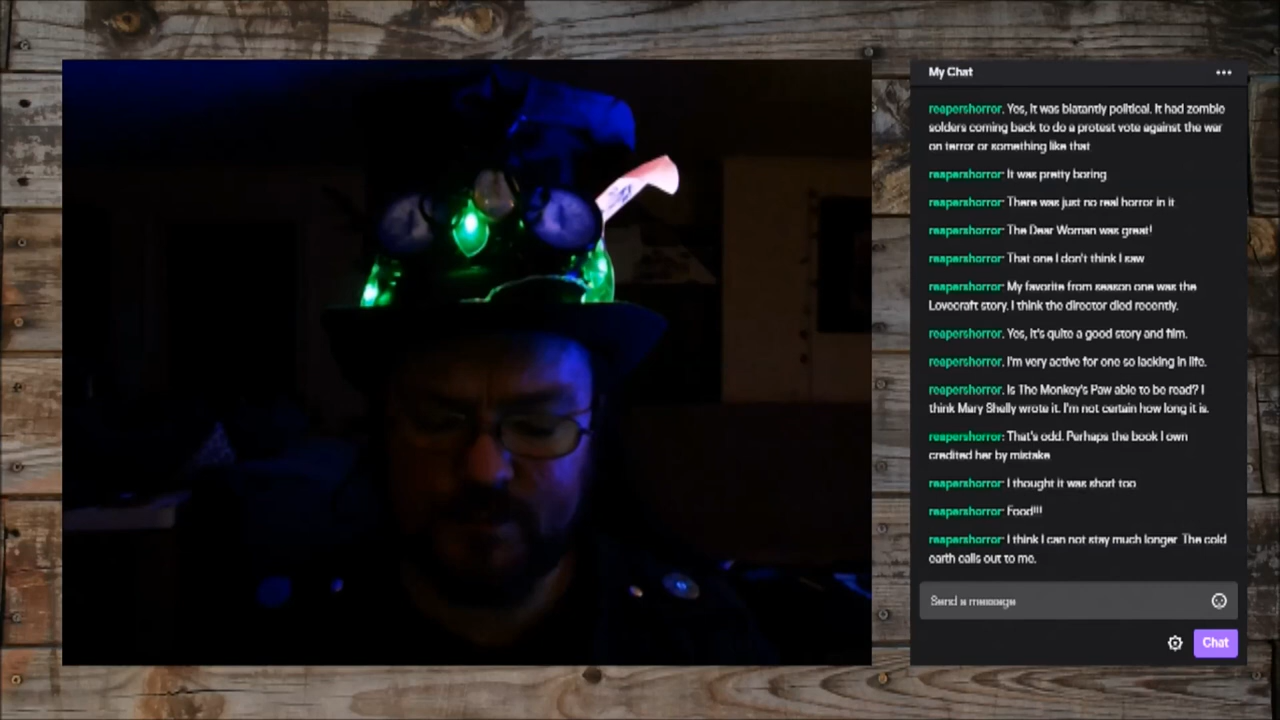 My Chat
reapershorror: Yes, it was blatantly political. It had zombie
solders coming back to do a protest vote against the war
on terror or something like that
reapershorror: It was pretty boring
reapershorror: There was just no real horror in it
reapershorror: The Dear Woman was great!
reapershorror: That one I don't think I saw
reapershorror: My favorite from season one was the
Lovecraft story. I think the director died recently.
reapershorror: Yes, it's quite a good story and film.
reapershorror: I'm very active for one so lacking in life.
reapershorror: Is The Monkey's Paw able to be read? I
think Mary Shelly wrote it. I'm not certain how long it is.
reapershorror: That's odd. Perhaps the book I own
credited her by mistake
reapershorror: I thought it was short too
reapershorror: Food!!!
reapershorror: I think I can not stay much longer. The cold
earth calls out to me.
Send a message
Chat